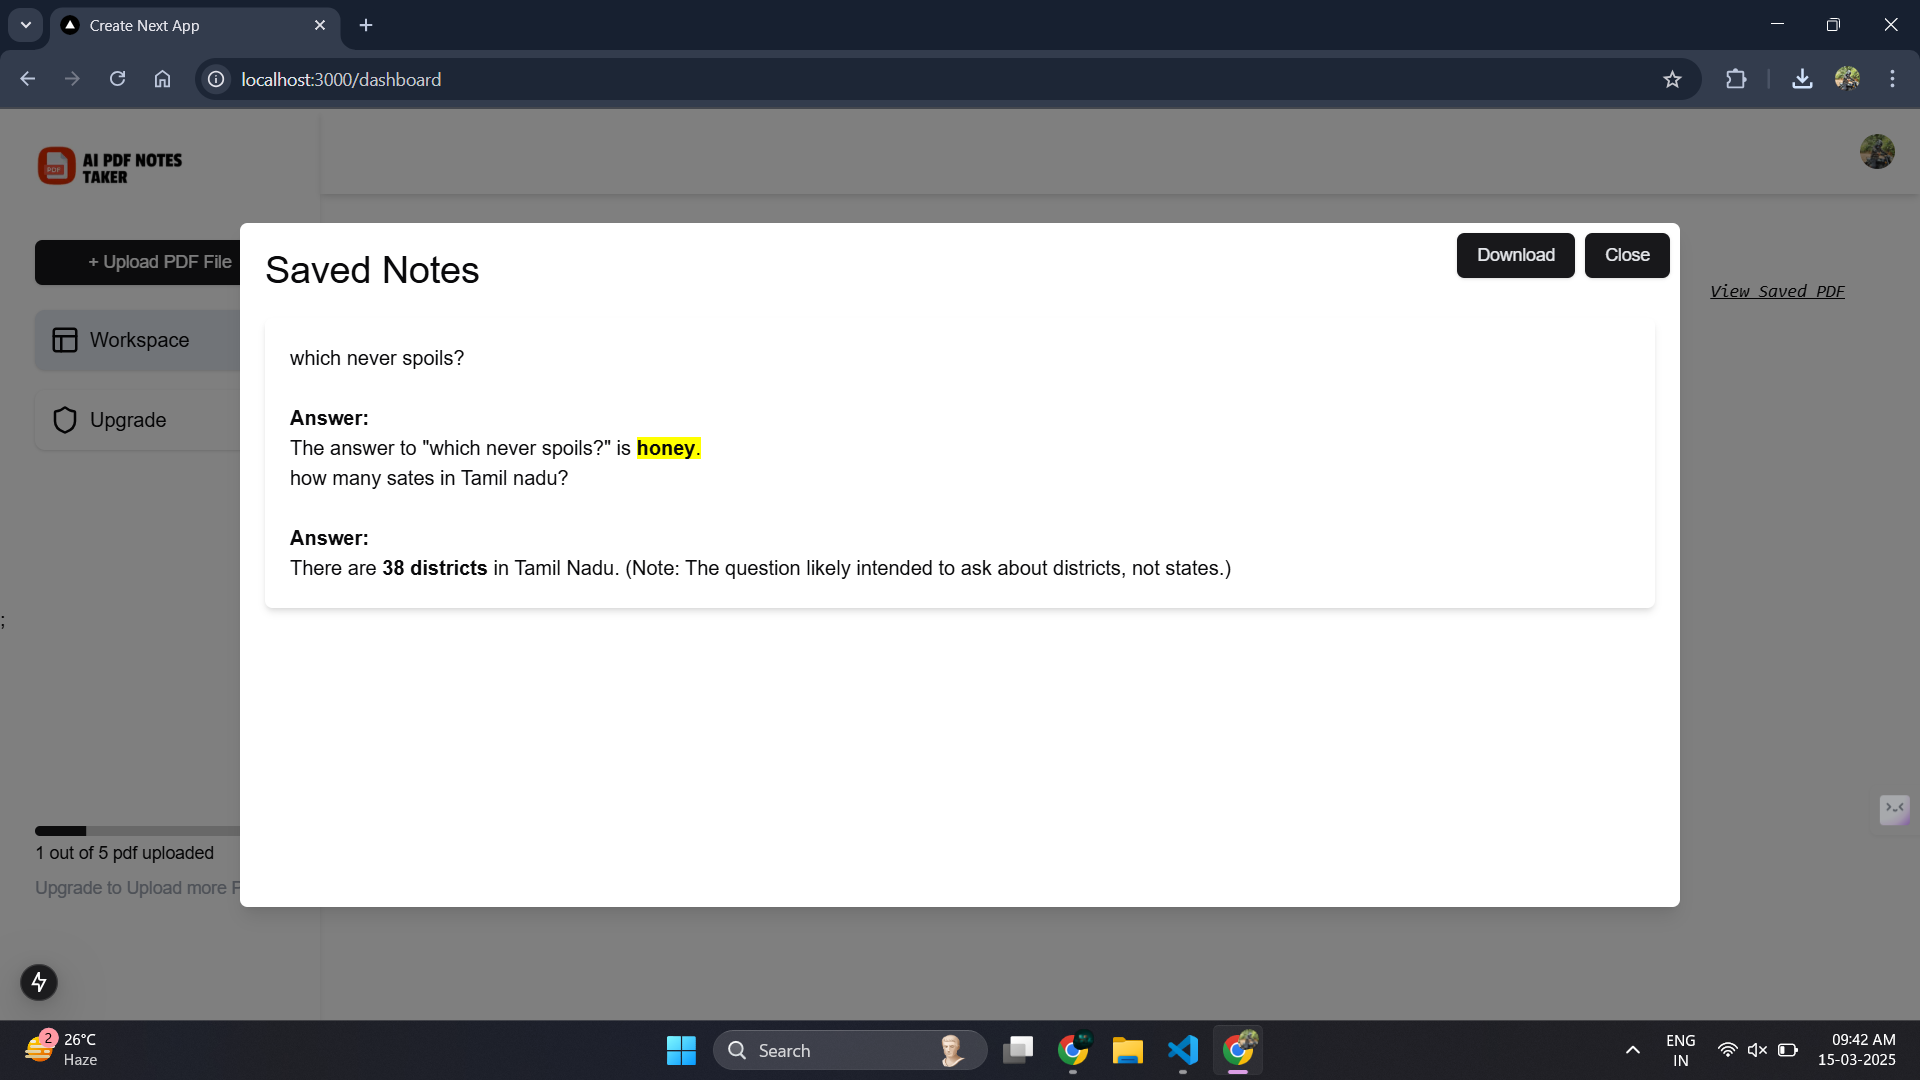 Create Next App
localhost:3000/dashboard
PDF
AI PDF NOTES
TAKER
+ Upload PDF File
Workspace
Upgrade
Saved Notes
Download
Close
View Saved PDF
which never spoils?
Answer:
The answer to "which never spoils?" is honey.
how many sates in Tamil nadu?
Answer:
There are 38 districts in Tamil Nadu. (Note: The question likely intended to ask about districts, not states.)
;
1 out of 5 pdf uploaded
Upgrade to Upload more
2
26°C
Haze
Search
ENG
IN
09:42 AM
15-03-2025